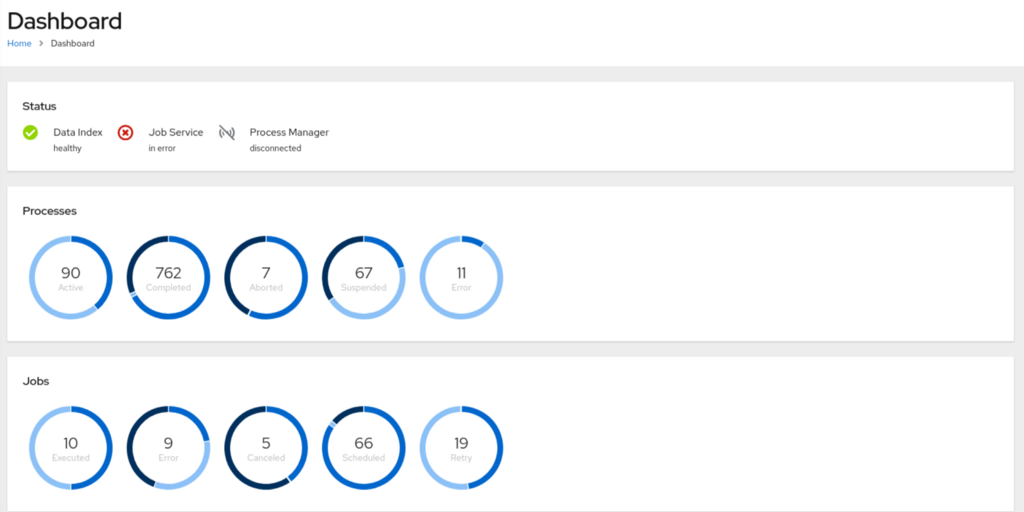 Dashboard
Home > Dashboard
Status
Data Index
healthy
Job Service
in error
Process Manager
disconnected
Processes
90
Active
762
Completed
7
Aborted
67
Suspended
11
Error
Jobs
10
Executed
9
Error
5
Canceled
66
Scheduled
19
Retry